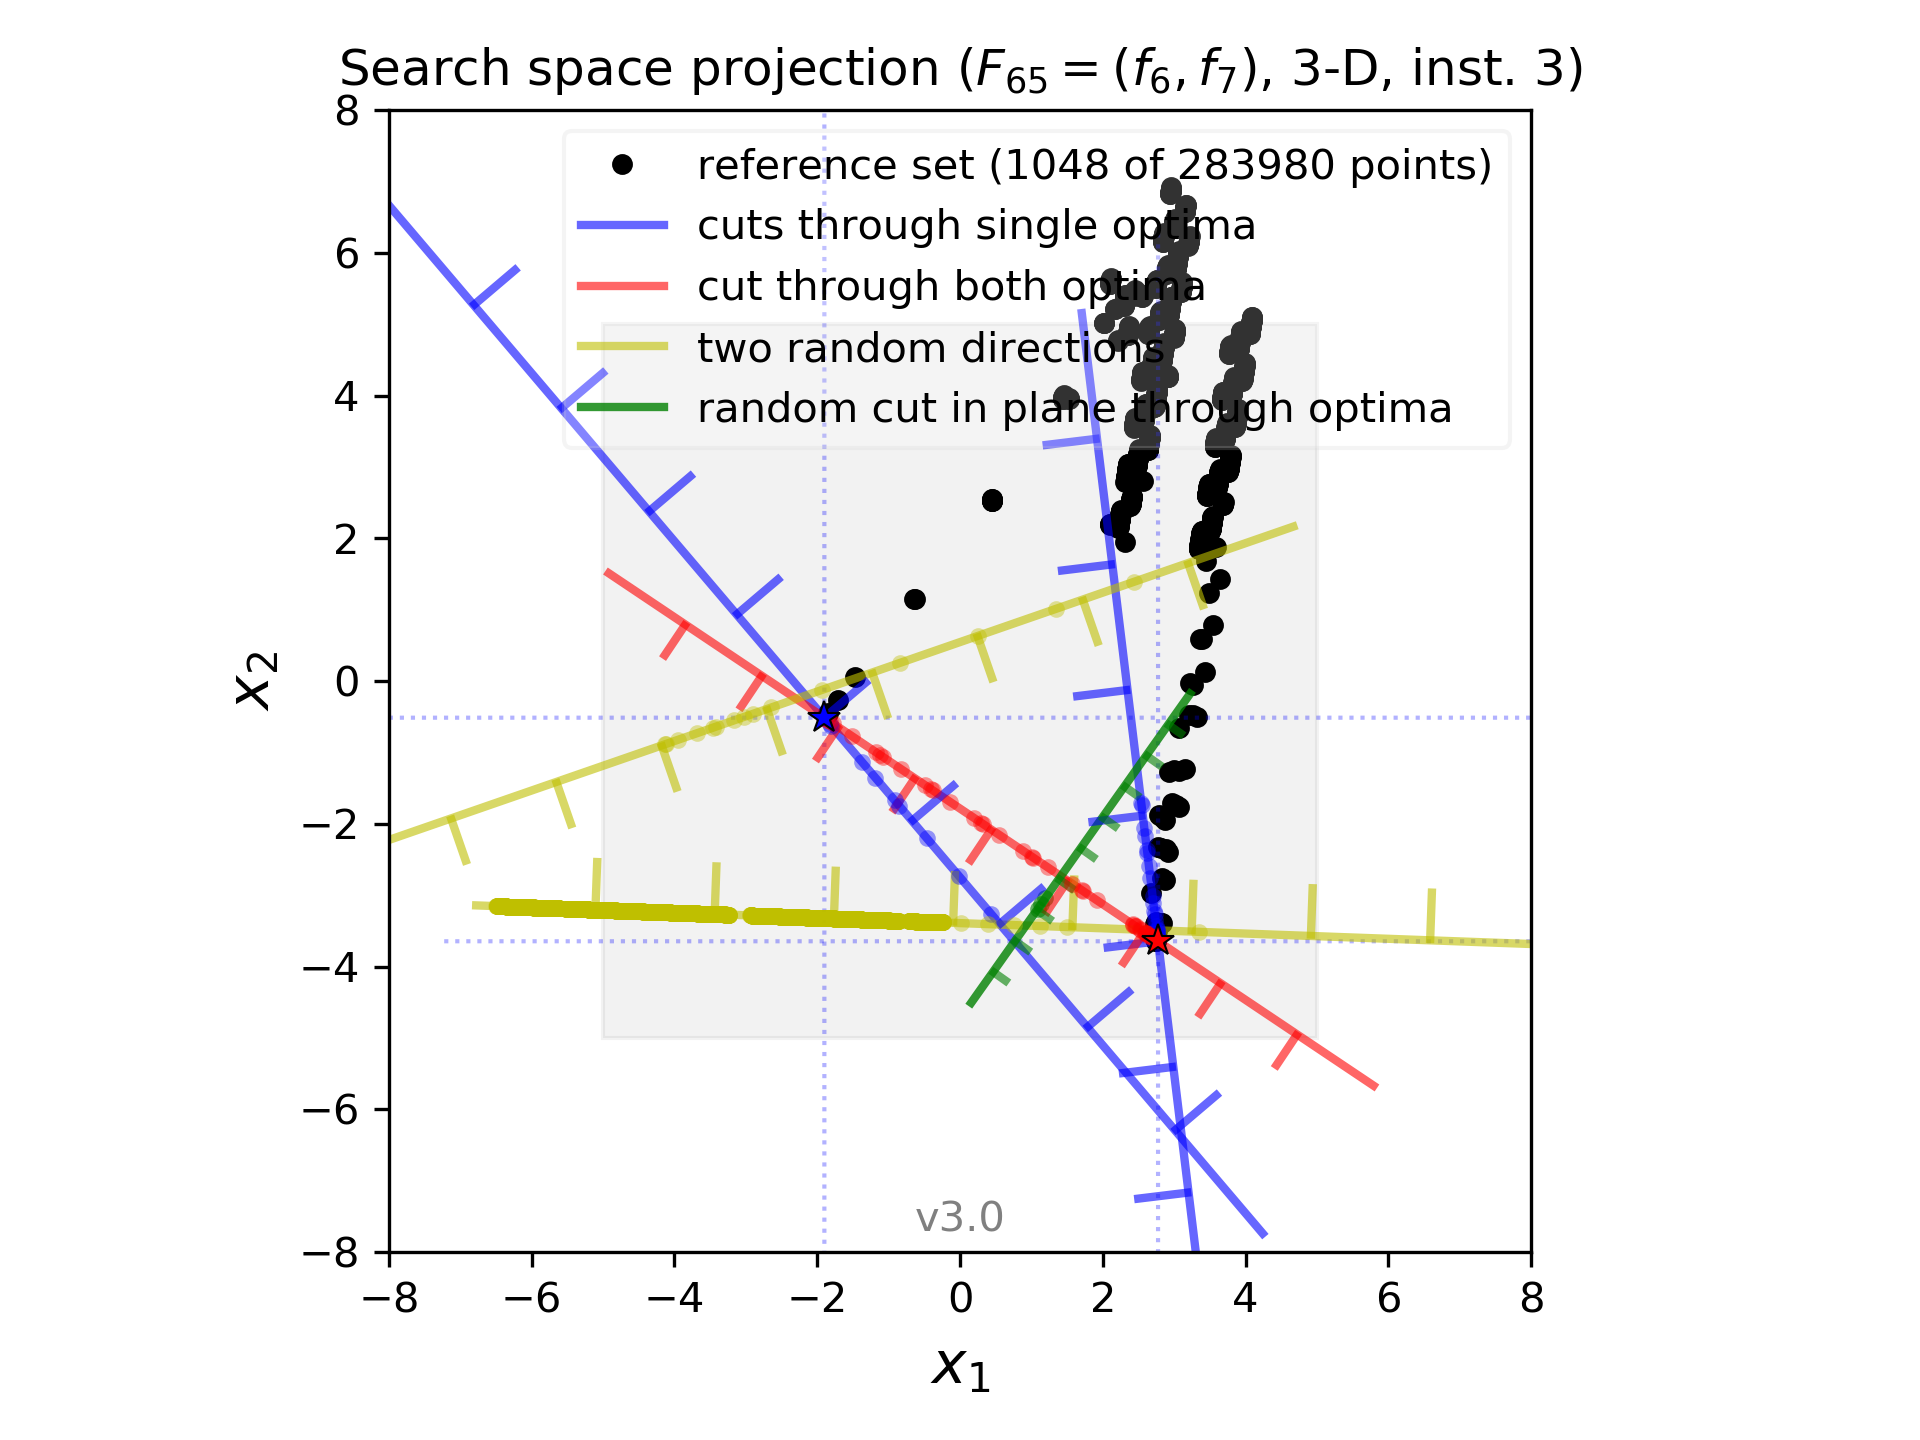 Search space projection (F65 = (f6, f7), 3-D, inst. 3)
reference set (1048 of 283980 points)
cuts through single optima
cut through both optima
two random directions
random cut in plane through optima
8
6
4
2
0
−2
−4
−6
−8
x2
v3.0
−8 −6 −4 −2 0 2 4 6 8
x1